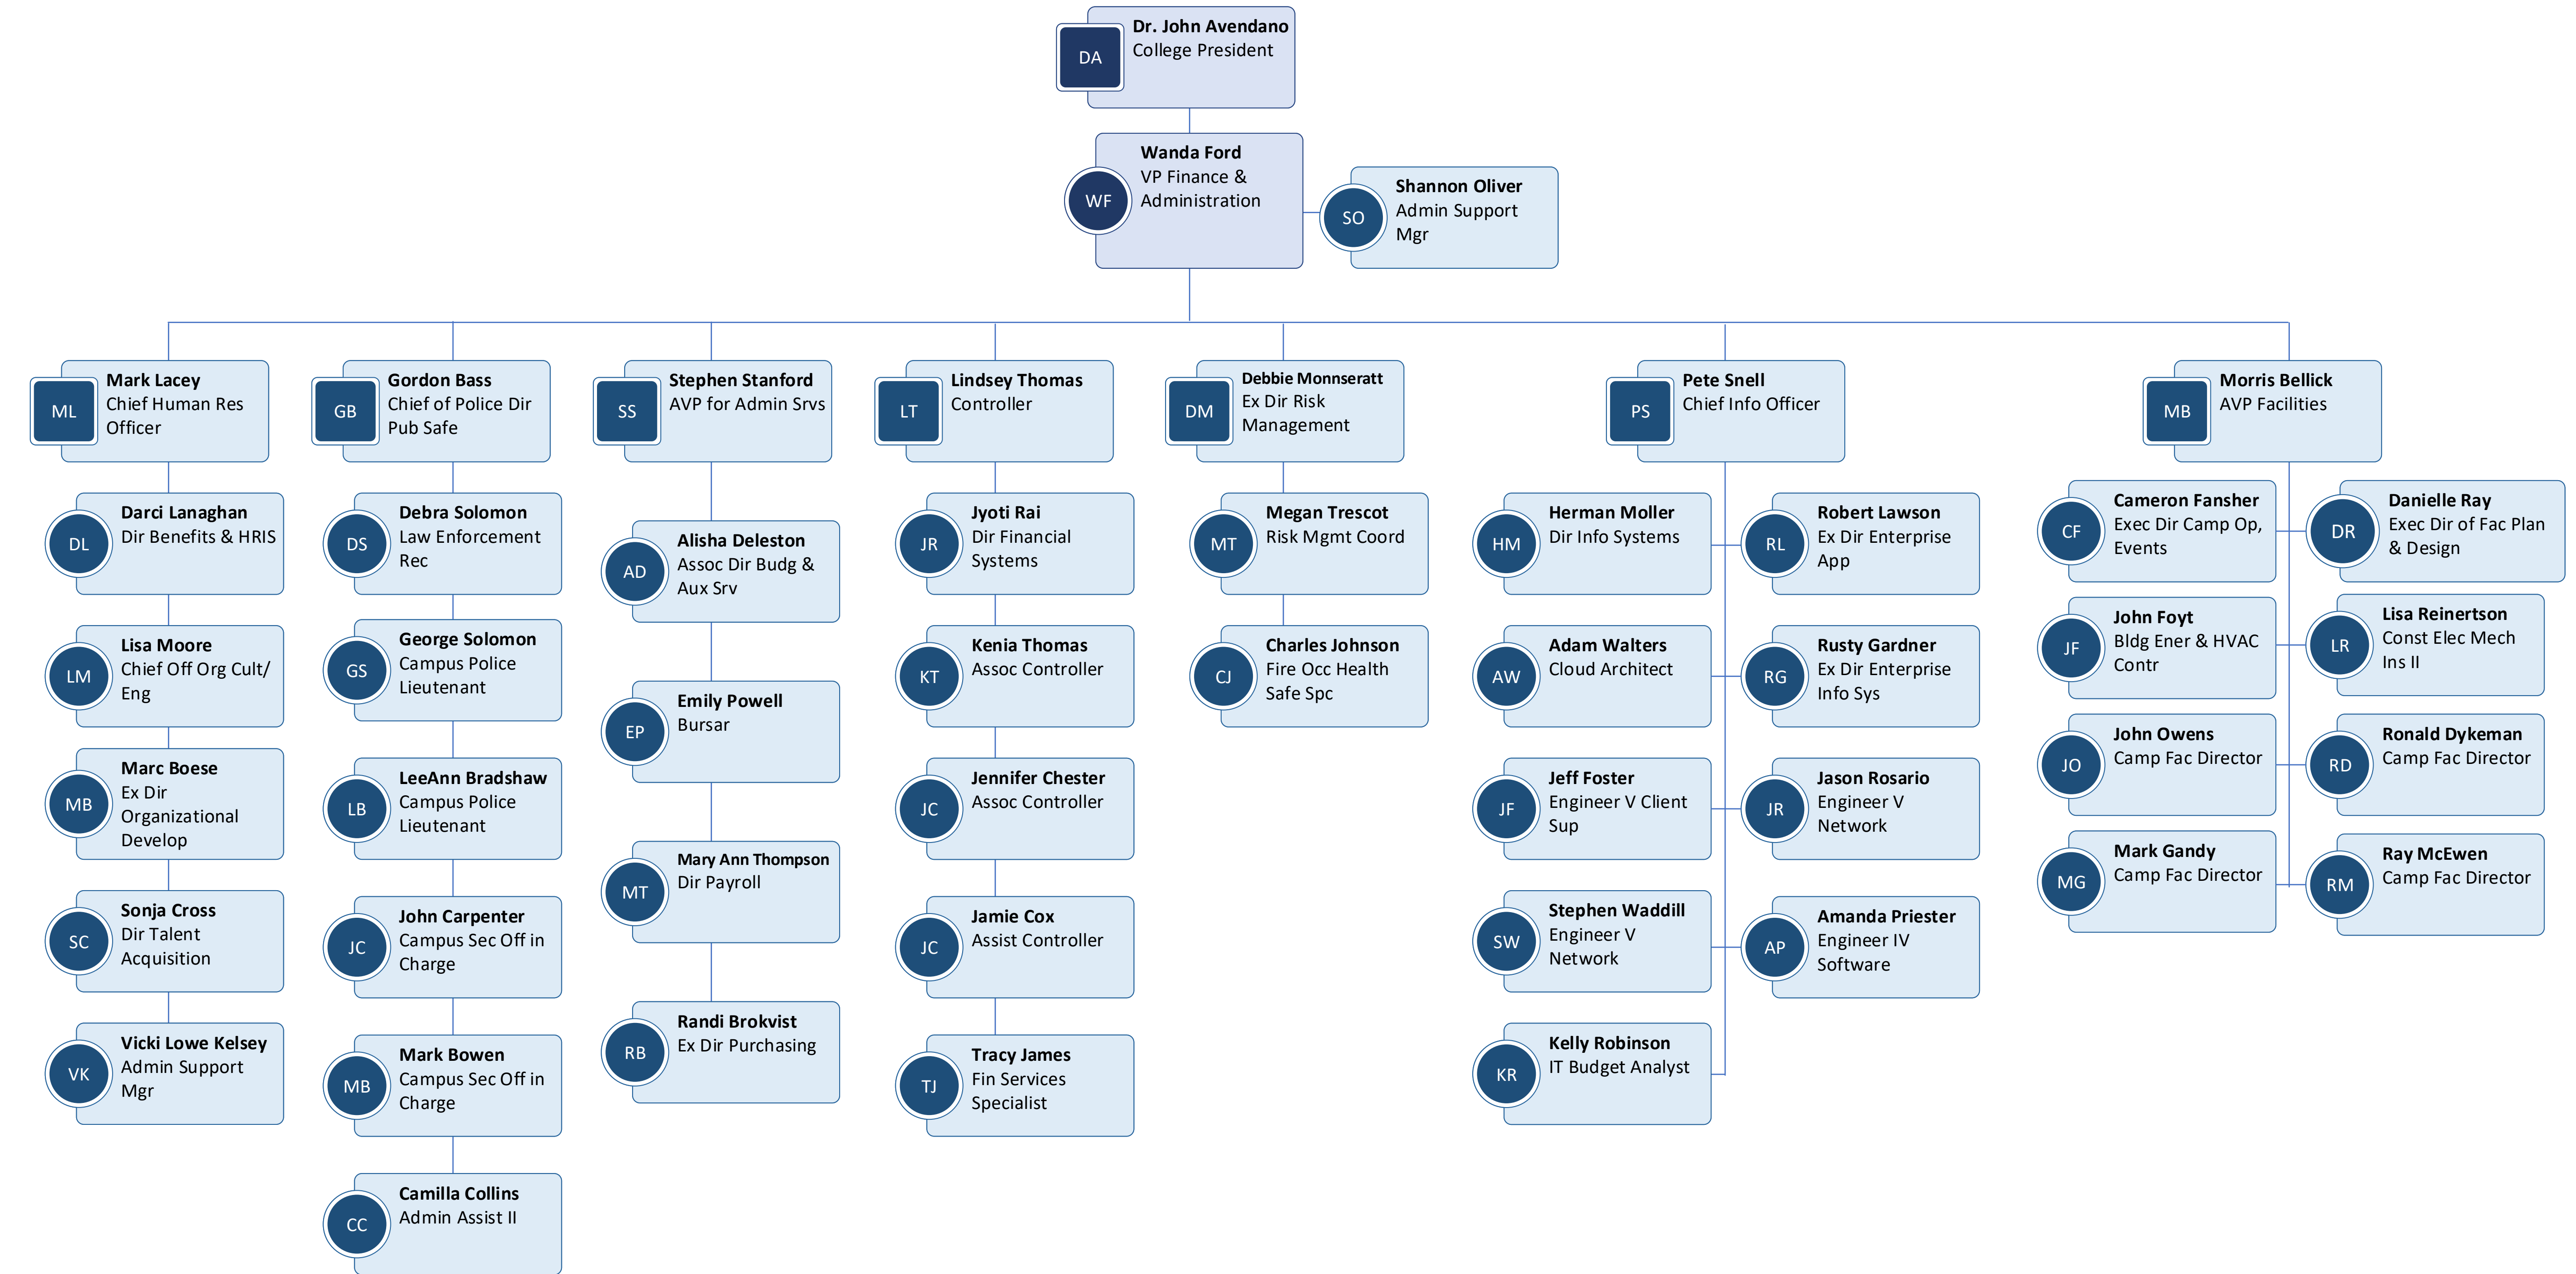 DA
Dr. John Avendano
College President
WF
Wanda Ford
VP Finance &
Administration
SO
Shannon Oliver
Admin Support
Mgr
ML
Mark Lacey
Chief Human Res
Officer
DL
Darci Lanaghan
Dir Benefits & HRIS
LM
Lisa Moore
Chief Off Org Cult/
Eng
MB
Marc Boese
Ex Dir
Organizational
Develop
SC
Sonja Cross
Dir Talent
Acquisition
VK
Vicki Lowe Kelsey
Admin Support
Mgr
GB
Gordon Bass
Chief of Police Dir
Pub Safe
DS
Debra Solomon
Law Enforcement
Rec
GS
George Solomon
Campus Police
Lieutenant
LB
LeeAnn Bradshaw
Campus Police
Lieutenant
JC
John Carpenter
Campus Sec Off in
Charge
MB
Mark Bowen
Campus Sec Off in
Charge
CC
Camilla Collins
Admin Assist II
SS
Stephen Stanford
AVP for Admin Srvs
AD
Alisha Deleston
Assoc Dir Budg &
Aux Srv
EP
Emily Powell
Bursar
MT
Mary Ann Thompson
Dir Payroll
RB
Randi Brokvist
Ex Dir Purchasing
LT
Lindsey Thomas
Controller
JR
Jyoti Rai
Dir Financial
Systems
KT
Kenia Thomas
Assoc Controller
JC
Jennifer Chester
Assoc Controller
JC
Jamie Cox
Assist Controller
TJ
Tracy James
Fin Services
Specialist
DM
Debbie Monnseratt
Ex Dir Risk
Management
MT
Megan Trescot
Risk Mgmt Coord
CJ
Charles Johnson
Fire Occ Health
Safe Spc
PS
Pete Snell
Chief Info Officer
HM
Herman Moller
Dir Info Systems
RL
Robert Lawson
Ex Dir Enterprise
App
AW
Adam Walters
Cloud Architect
RG
Rusty Gardner
Ex Dir Enterprise
Info Sys
JF
Jeff Foster
Engineer V Client
Sup
JR
Jason Rosario
Engineer V
Network
SW
Stephen Waddill
Engineer V
Network
AP
Amanda Priester
Engineer IV
Software
KR
Kelly Robinson
IT Budget Analyst
MB
Morris Bellick
AVP Facilities
CF
Cameron Fansher
Exec Dir Camp Op,
Events
DR
Danielle Ray
Exec Dir of Fac Plan
& Design
JF
John Foyt
Bldg Ener & HVAC
Contr
LR
Lisa Reinertson
Const Elec Mech
Ins II
JO
John Owens
Camp Fac Director
RD
Ronald Dykeman
Camp Fac Director
MG
Mark Gandy
Camp Fac Director
RM
Ray McEwen
Camp Fac Director